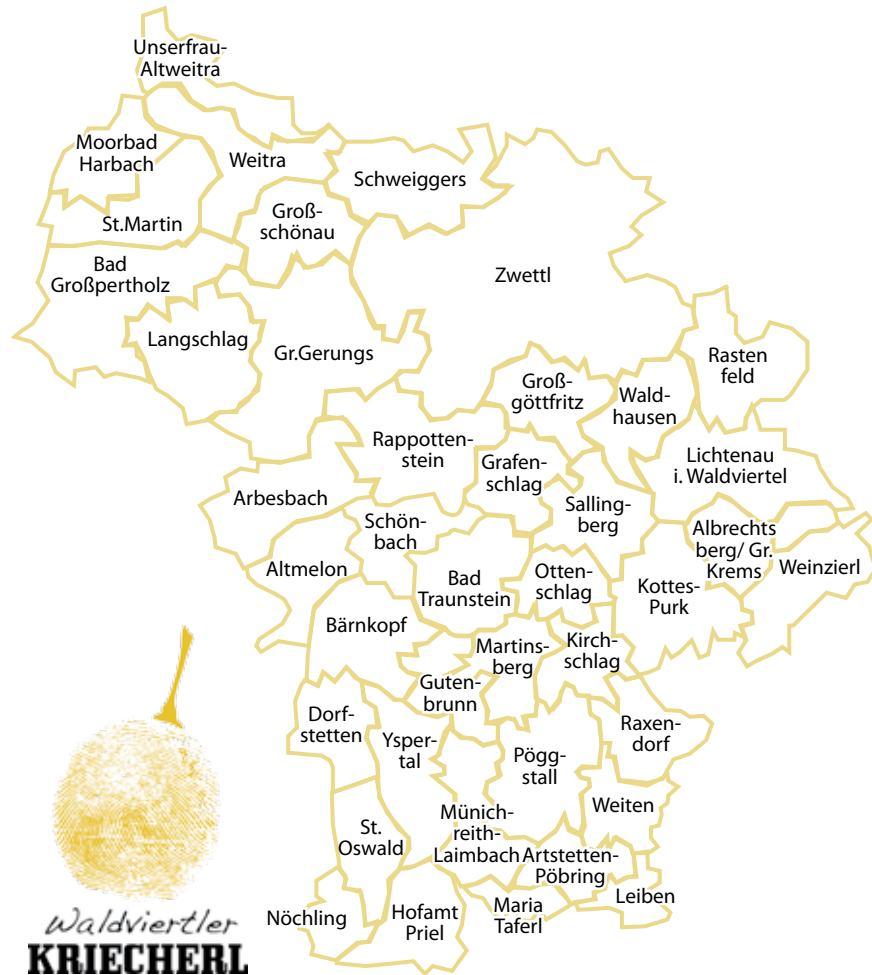 Unserfrau-
Altweitra
Moorbad
Harbach
Weitra
Schweiggers
St.Martin
Groß-
schönau
Bad
Großpertholz
Zwettl
Langschlag
Gr.Gerungs
Rasten
feld
Groß-
göttfritz
Wald-
hausen
Rappotten-
stein
Grafen-
schlag
Lichtenau
i. Waldviertel
Arbesbach
Salling-
berg
Schön-
bach
Albrechts
berg/ Gr.
Krems
Weinzierl
Altmelon
Bad
Traunstein
Otten-
schlag
Kottes-
Purk
Bärnkopf
Martins-
berg
Kirch-
schlag
Guten-
brunn
Dorf-
stetten
Ysper-
tal
Raxen-
dorf
Pögg-
stall
Weiten
St.
Oswald
Münich-
reith-
Laimbach
Artstetten-
Pöbring
Leiben
Nöchling
Hofamt
Priel
Maria
Taferl
Waldviertler
KRIECHERL